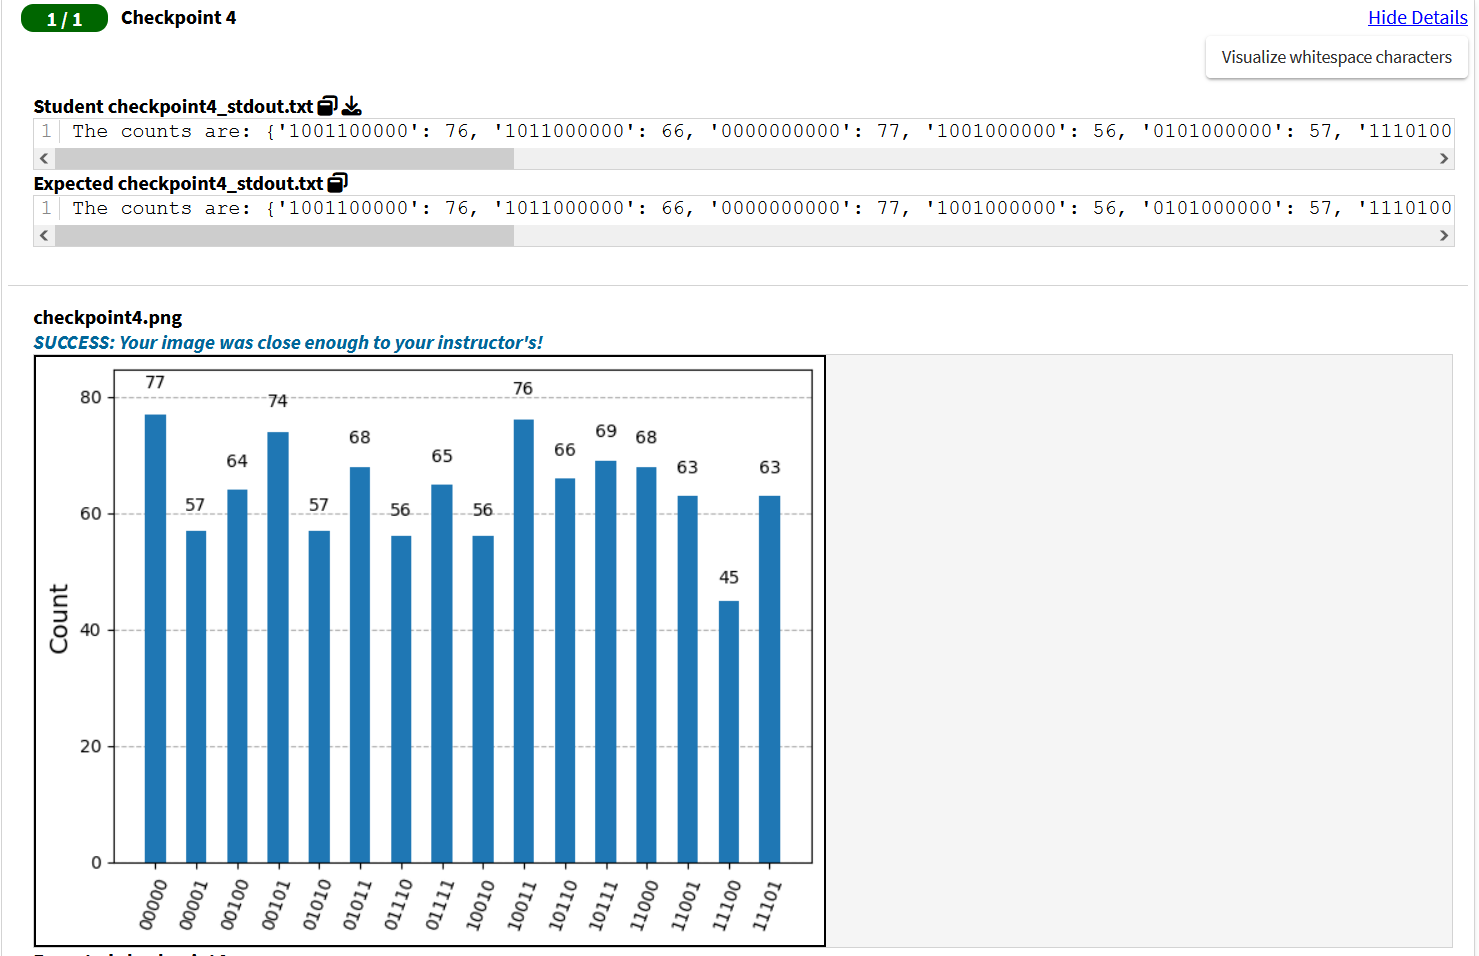 1 / 1 Checkpoint 4 Hide Details
Visualize whitespace characters
Student checkpoint4_stdout.txt
1 The counts are: {'1001100000': 76, '1011000000': 66, '0000000000': 77, '1001000000': 56, '0101000000': 57, '1110100
Expected checkpoint4_stdout.txt
1 The counts are: {'1001100000': 76, '1011000000': 66, '0000000000': 77, '1001000000': 56, '0101000000': 57, '1110100
checkpoint4.png
SUCCESS: Your image was close enough to your instructor's!
77 57 64 74 57 68 56 65 56 76 66 69 68 63 45 63
80
60
40
20
0
Count
00000 00001 00100 00101 01010 01011 01110 01111 10010 10011 10110 10111 11000 11001 11100 11101